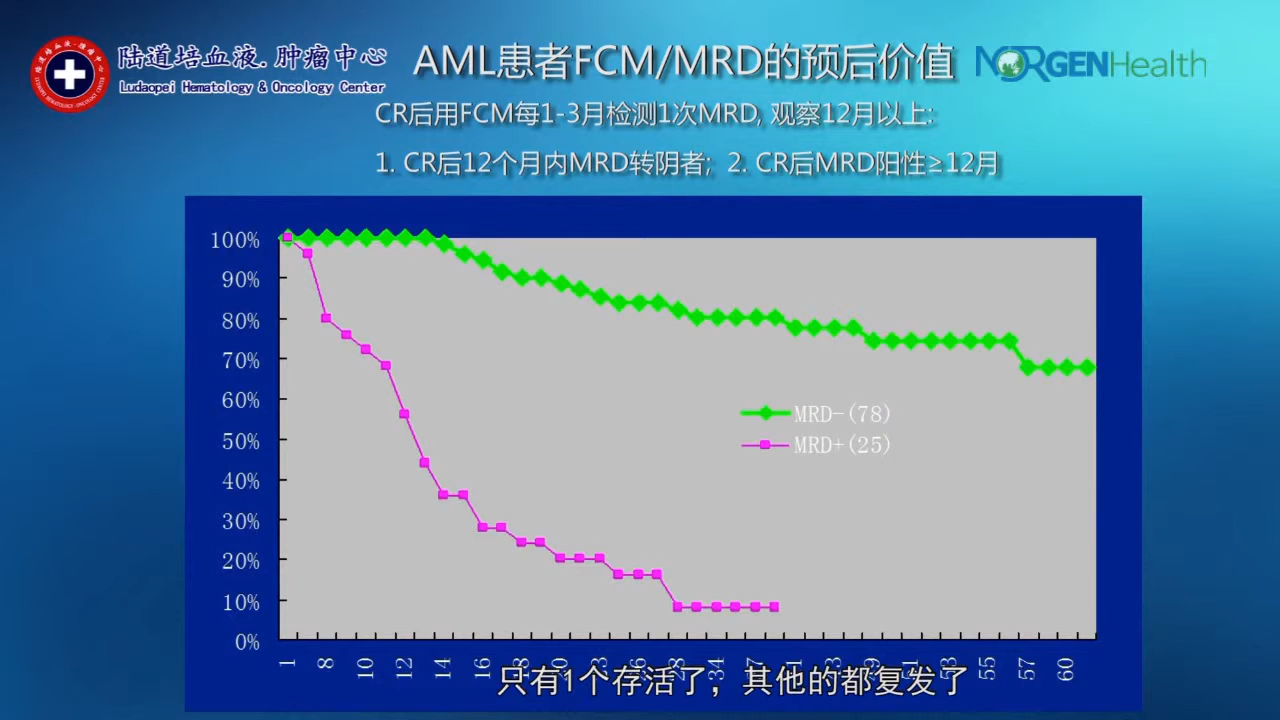 陆道培血液.肿瘤中心
Ludaopei Hematology & Oncology Center
AML患者FCM/MRD的预后价值
NORGENHealth
CR后用FCM每1-3月检测1次MRD, 观察12月以上:
1. CR后12个月内MRD转阴者; 2. CR后MRD阳性≥12月
100%
90%
80%
70%
60%
50%
40%
30%
20%
10%
0%
MRD-(78)
MRD+(25)
1 8 10 12 14 16 34 55 57 60
只有1个存活了，其他的都复发了